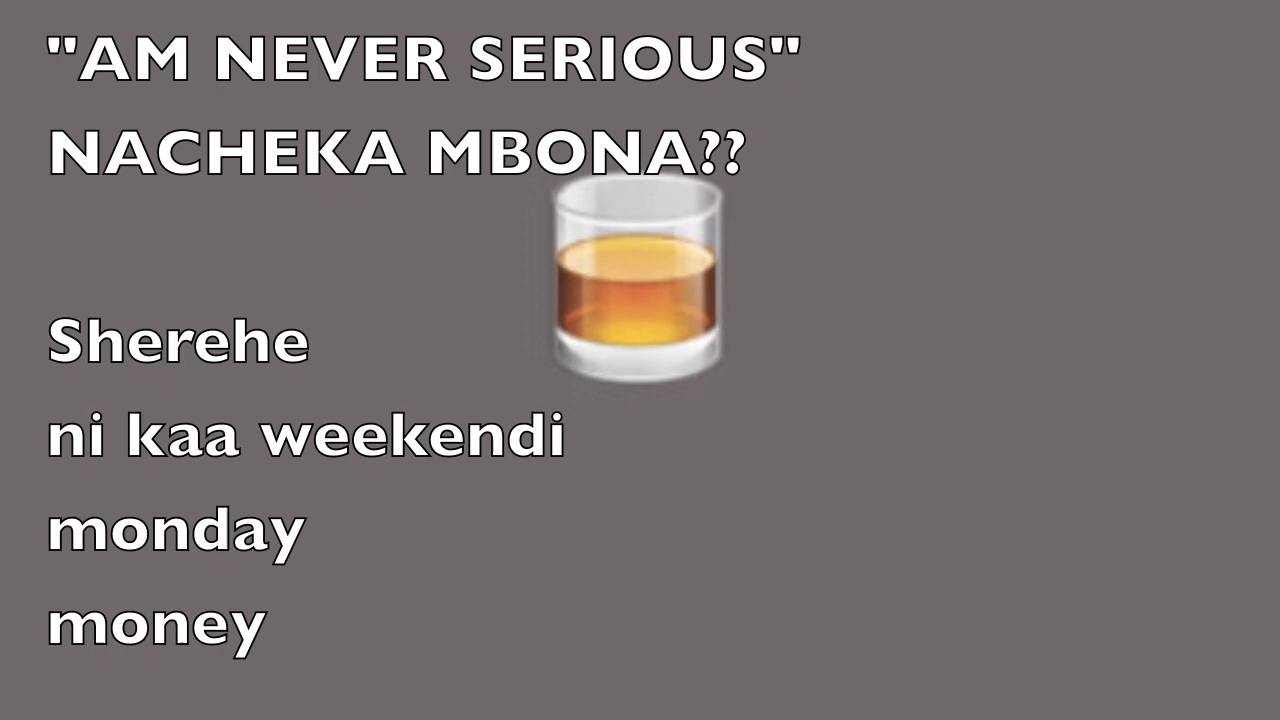 "AM NEVER SERIOUS"
NACHEKA MBONA??
Sherehe
ni kaa weekendi
monday
money